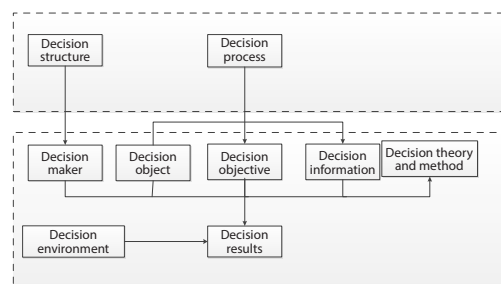 Decision
structure
Decision
process
Decision
maker
Decision
object
Decision
objective
Decision
information
Decision theory
and method
Decision
environment
Decision
results